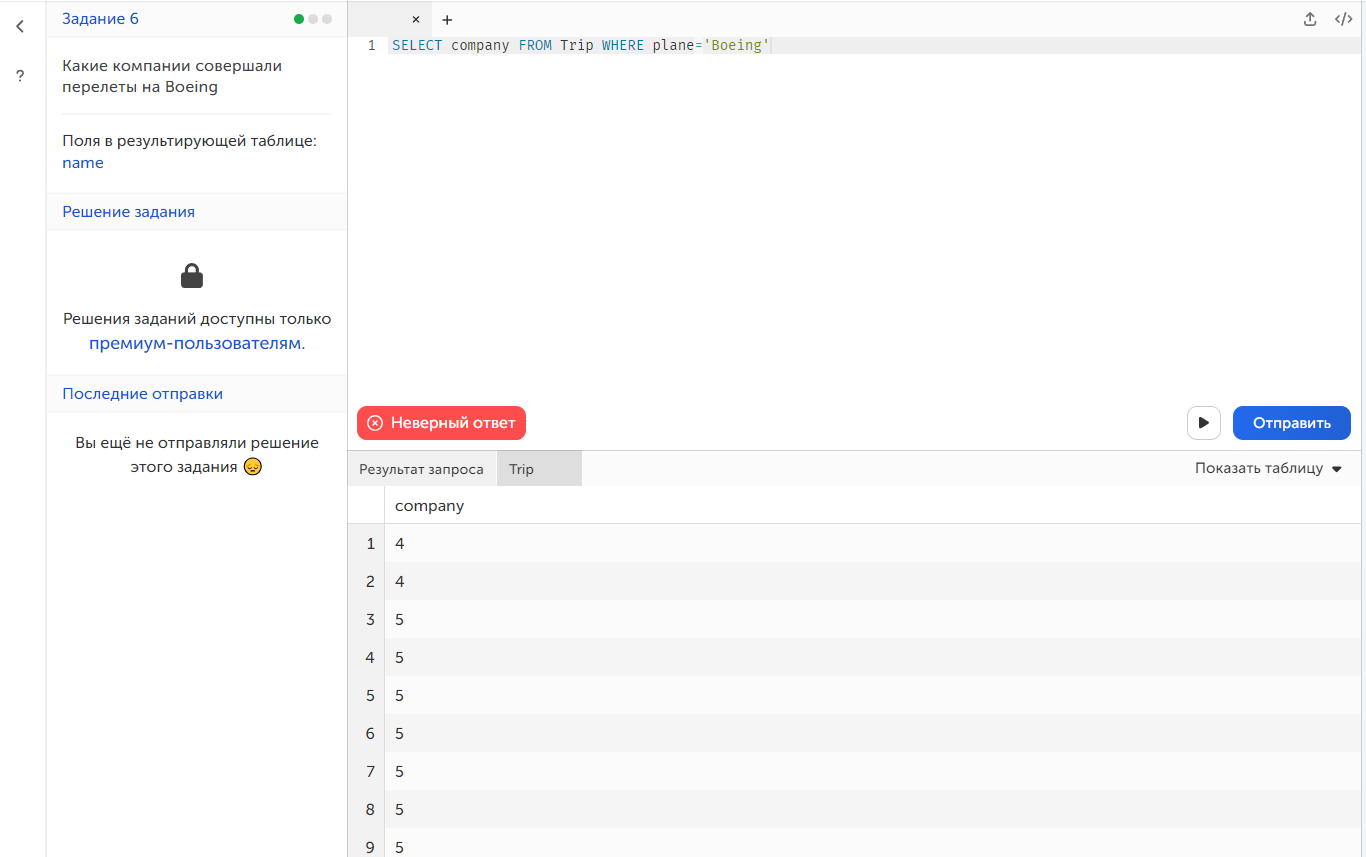 Задание 6
?
Какие компании совершали
перелеты на Boeing
Поля в результирующей таблице:
name
Решение задания
Решения заданий доступны только
премиум-пользователям.
Последние отправки
Вы ещё не отправляли решение
этого задания 😔
× +
</>
1 SELECT company FROM Trip WHERE plane='Boeing'
Неверный ответ
Отправить
Результат запроса Trip Показать таблицу
company
1 4
2 4
3 5
4 5
5 5
6 5
7 5
8 5
9 5